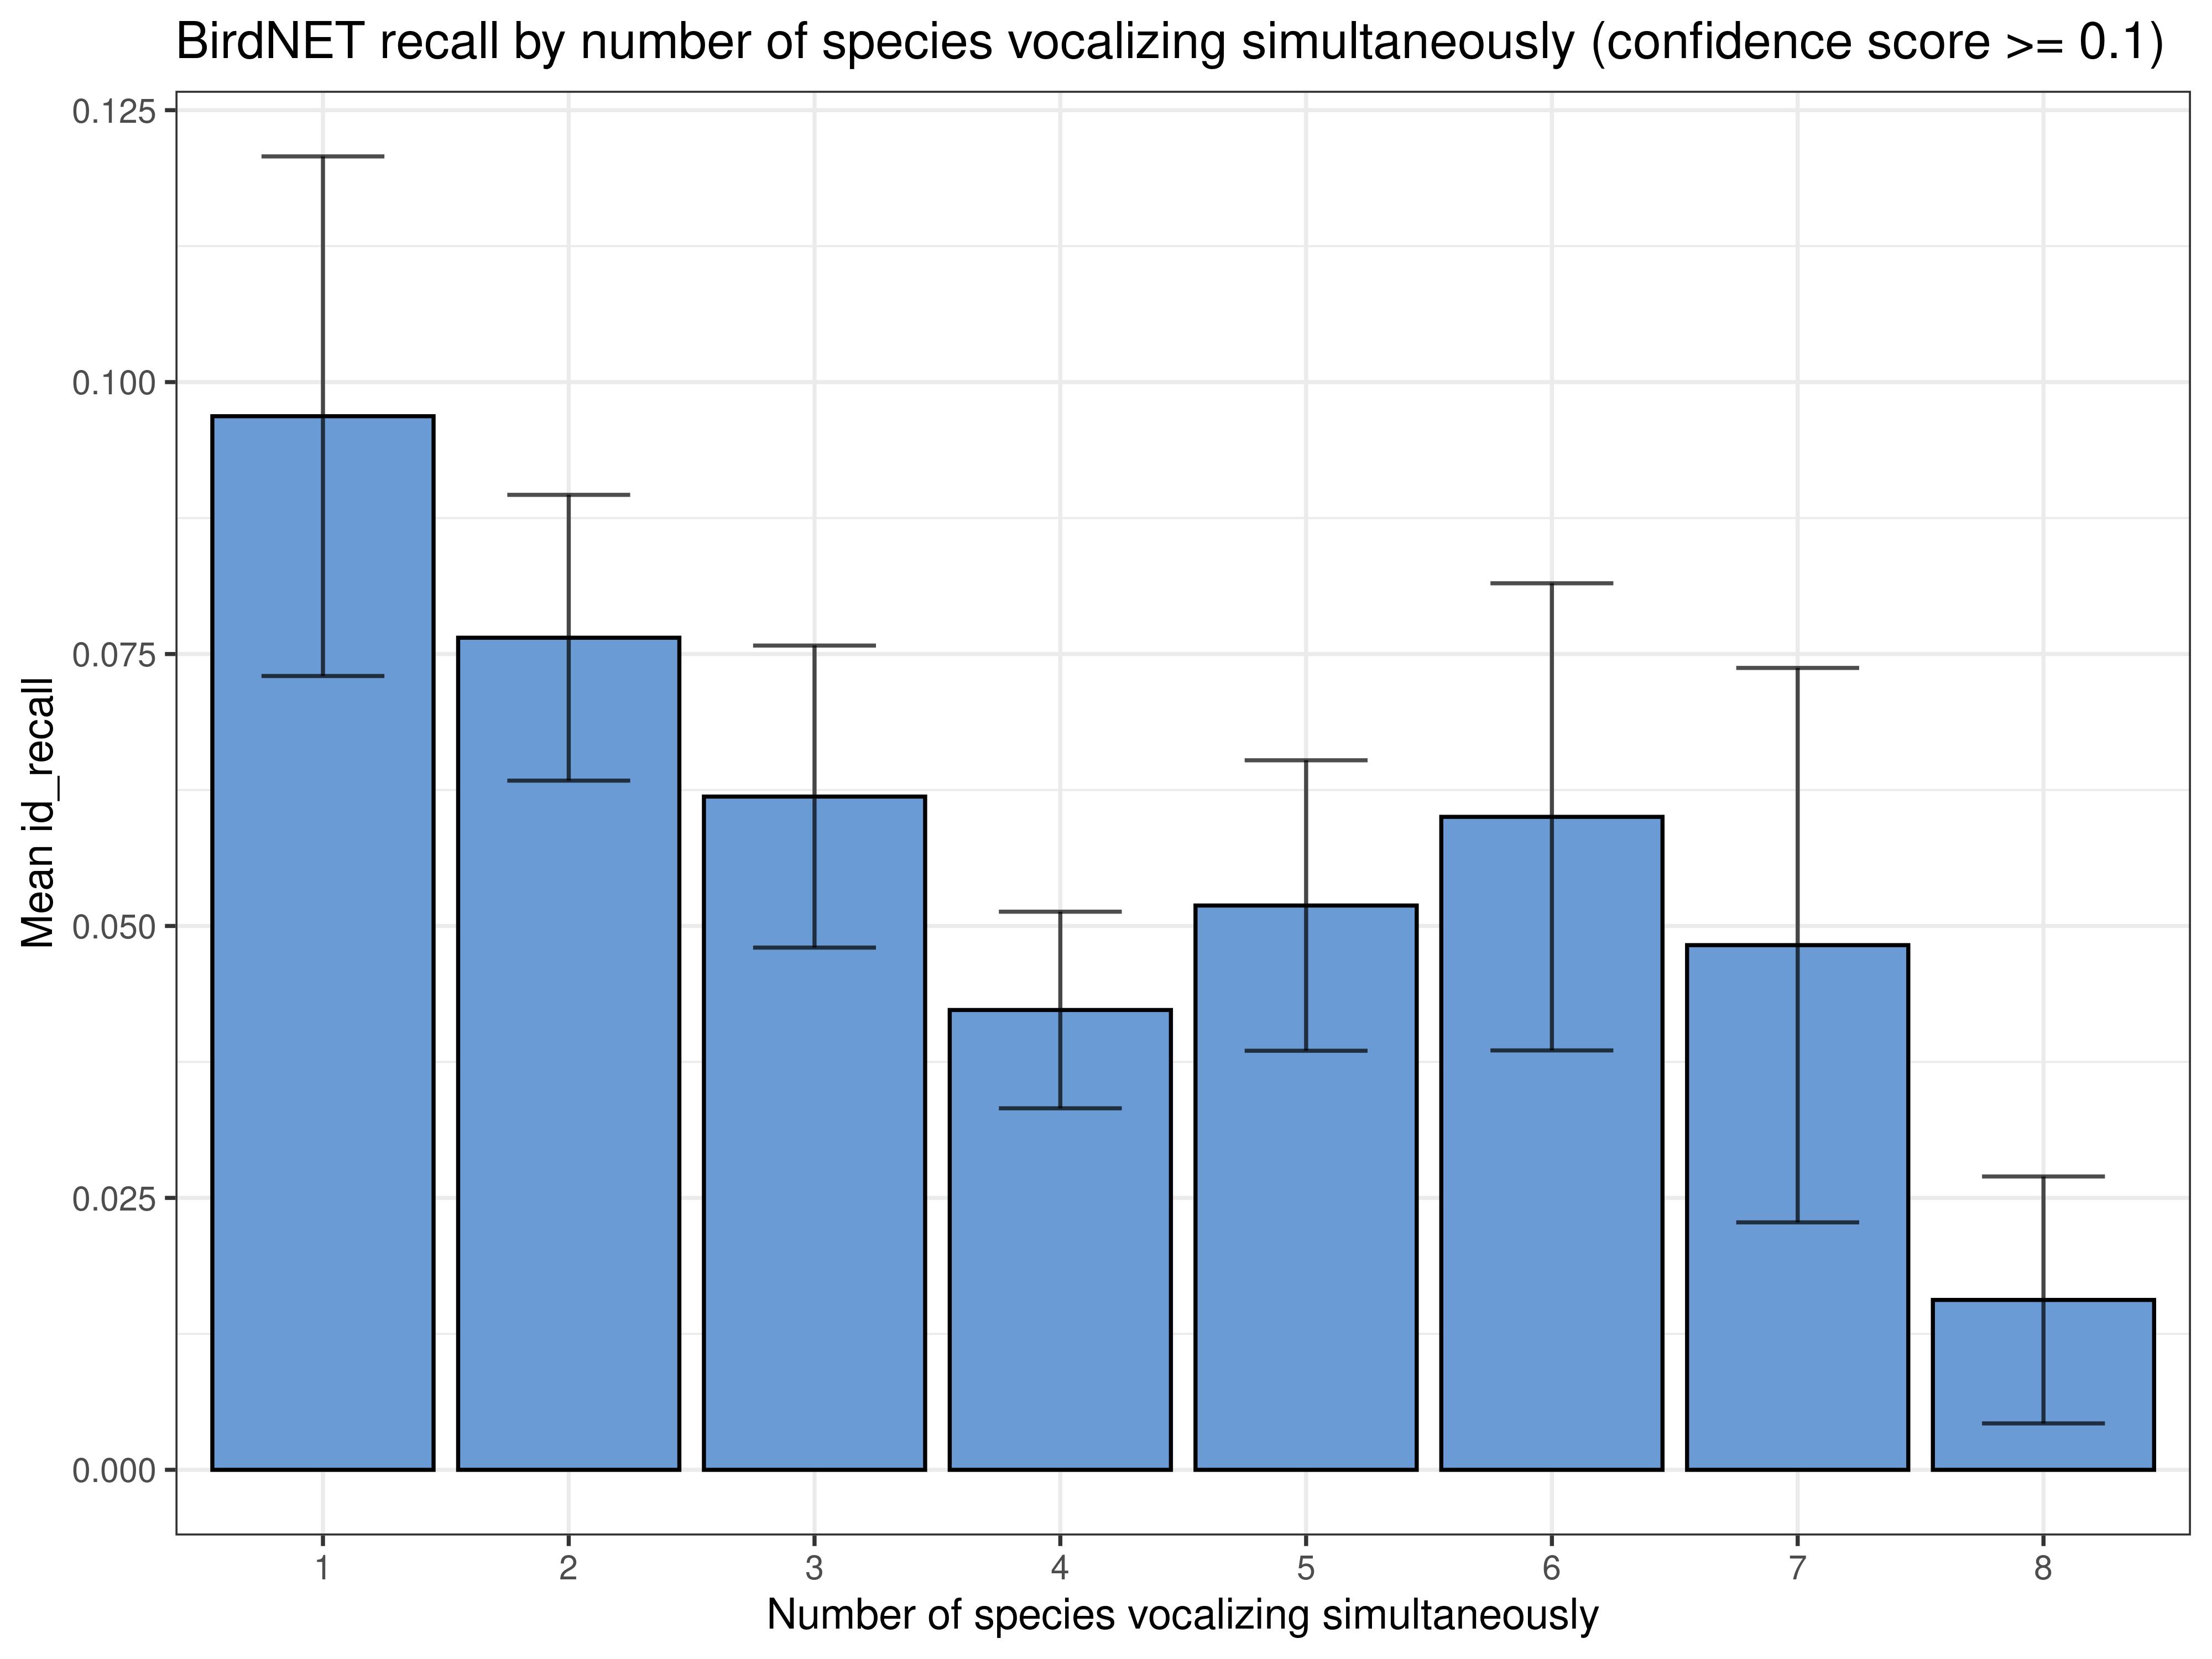 BirdNET recall by number of species vocalizing simultaneously (confidence score >= 0.1)
Mean id_recall
0.125
0.100
0.075
0.050
0.025
0.000
1 2 3 4 5 6 7 8
Number of species vocalizing simultaneously